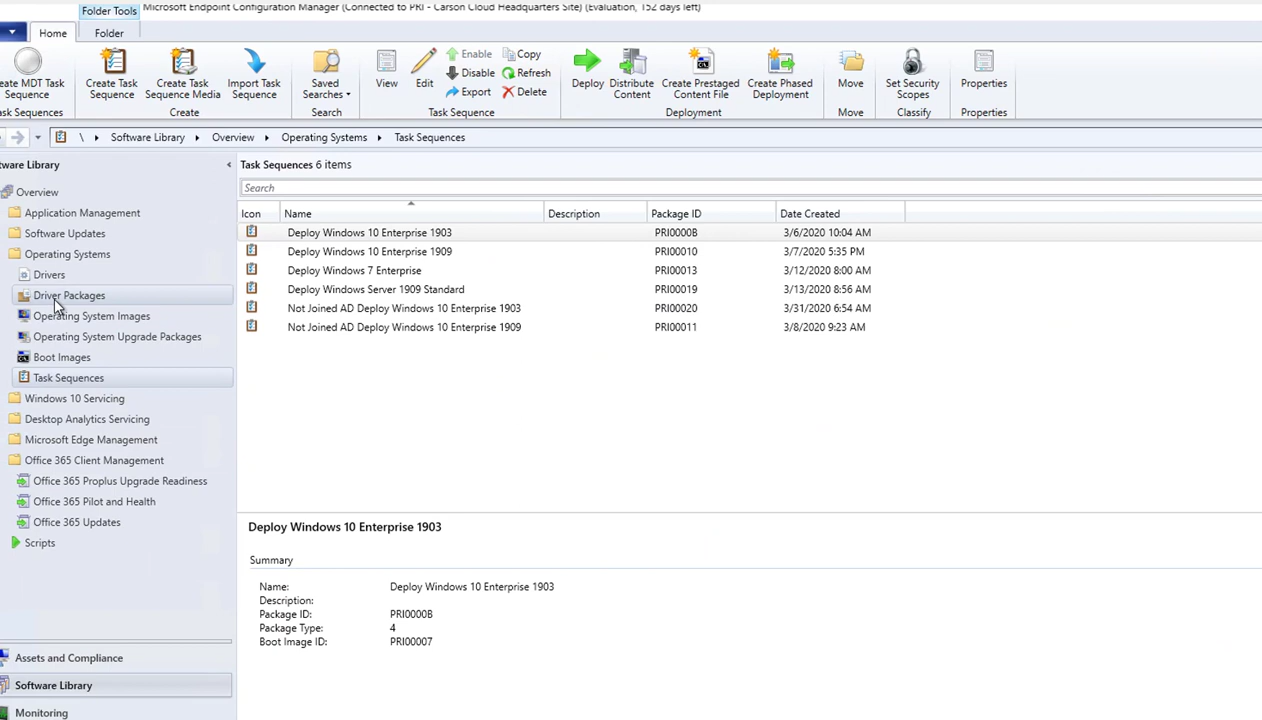 Folder Tools
Microsoft Endpoint Configuration Manager (Connected to PRI - Carson Cloud Headquarters Site) (Evaluation, 152 days left)
Home Folder
eate MDT Task Sequence
Create Task Sequence
Create Task Sequence Media
Import Task Sequence
Saved Searches
View
Edit
Enable
Disable
Export
Copy
Refresh
Delete
Deploy
Distribute Content
Create Prestaged Content File
Create Phased Deployment
Move
Set Security Scopes
Properties
ask Sequences Create Search Task Sequence Deployment Move Classify Properties
\ Software Library Overview Operating Systems Task Sequences
tware Library
Overview
Application Management
Software Updates
Operating Systems
Drivers
Driver Packages
Operating System Images
Operating System Upgrade Packages
Boot Images
Task Sequences
Windows 10 Servicing
Desktop Analytics Servicing
Microsoft Edge Management
Office 365 Client Management
Office 365 Proplus Upgrade Readiness
Office 365 Pilot and Health
Office 365 Updates
Scripts
Assets and Compliance
Software Library
Monitoring
Task Sequences 6 items
Search
Icon Name Description Package ID Date Created
Deploy Windows 10 Enterprise 1903 PRI0000B 3/6/2020 10:04 AM
Deploy Windows 10 Enterprise 1909 PRI00010 3/7/2020 5:35 PM
Deploy Windows 7 Enterprise PRI00013 3/12/2020 8:00 AM
Deploy Windows Server 1909 Standard PRI00019 3/13/2020 8:56 AM
Not Joined AD Deploy Windows 10 Enterprise 1903 PRI00020 3/31/2020 6:54 AM
Not Joined AD Deploy Windows 10 Enterprise 1909 PRI00011 3/8/2020 9:23 AM
Deploy Windows 10 Enterprise 1903
Summary
Name: Deploy Windows 10 Enterprise 1903
Description:
Package ID: PRI0000B
Package Type: 4
Boot Image ID: PRI00007